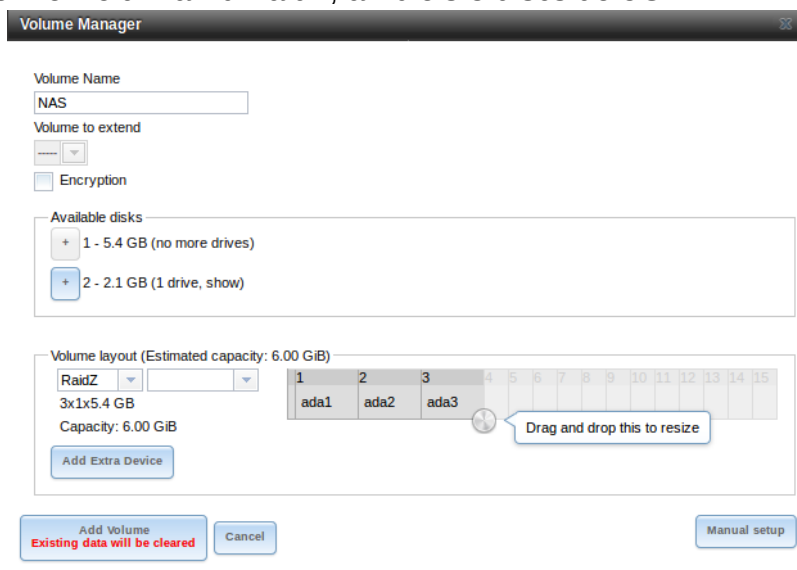 Volume Manager
Volume Name
NAS
Volume to extend
-----
Encryption
Available disks
+ 1 - 5.4 GB (no more drives)
+ 2 - 2.1 GB (1 drive, show)
Volume layout (Estimated capacity: 6.00 GiB)
RaidZ
1 2 3 4 5 6 7 8 9 10 11 12 13 14 15
3x1x5.4 GB
ada1 ada2 ada3
Capacity: 6.00 GiB
Drag and drop this to resize
Add Extra Device
Add Volume
Existing data will be cleared
Cancel
Manual setup